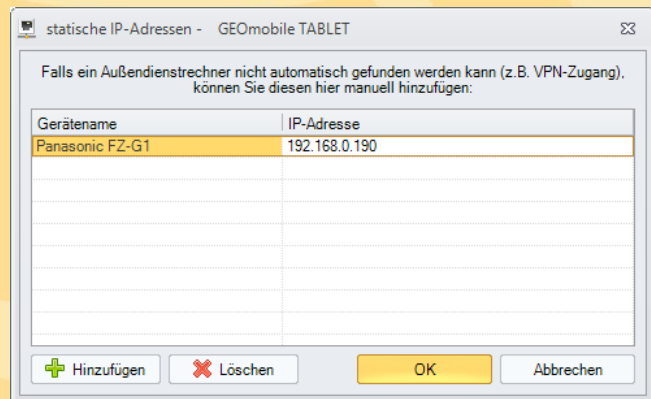 statische IP-Adressen - GEOmobile TABLET
Falls ein Außendienstrechner nicht automatisch gefunden werden kann (z.B. VPN-Zugang),
können Sie diesen hier manuell hinzufügen:
Gerätename IP-Adresse
Panasonic FZ-G1 192.168.0.190
Hinzufügen Löschen OK Abbrechen